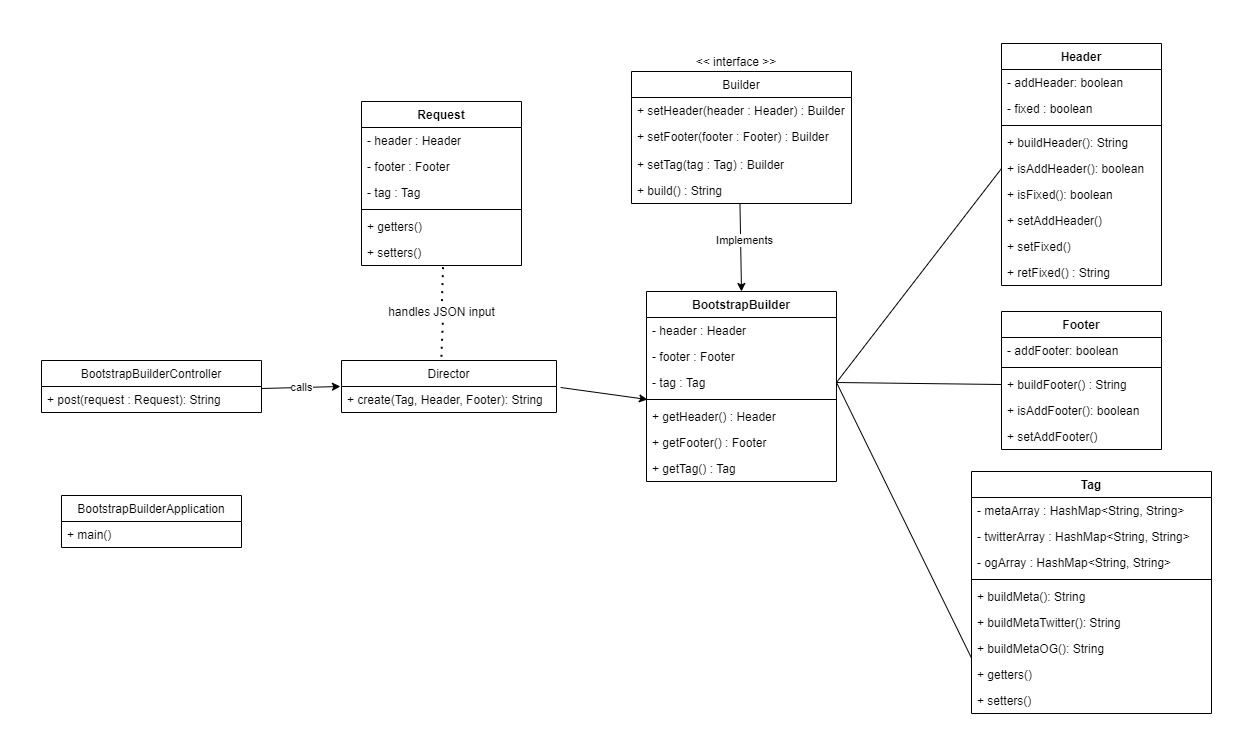 Request
- header : Header
- footer : Footer
- tag : Tag
+ getters()
+ setters()
handles JSON input
BootstrapBuilderController
+ post(request : Request): String
calls
Director
+ create(Tag, Header, Footer): String
BootstrapBuilderApplication
+ main()
<< interface >>
Builder
+ setHeader(header : Header) : Builder
+ setFooter(footer : Footer) : Builder
+ setTag(tag : Tag) : Builder
+ build() : String
Implements
BootstrapBuilder
- header : Header
- footer : Footer
- tag : Tag
+ getHeader() : Header
+ getFooter() : Footer
+ getTag() : Tag
Header
- addHeader: boolean
- fixed : boolean
+ buildHeader(): String
+ isAddHeader(): boolean
+ isFixed(): boolean
+ setAddHeader()
+ setFixed()
+ retFixed() : String
Footer
- addFooter: boolean
+ buildFooter() : String
+ isAddFooter(): boolean
+ setAddFooter()
Tag
- metaArray : HashMap<String, String>
- twitterArray : HashMap<String, String>
- ogArray : HashMap<String, String>
+ buildMeta(): String
+ buildMetaTwitter(): String
+ buildMetaOG(): String
+ getters()
+ setters()